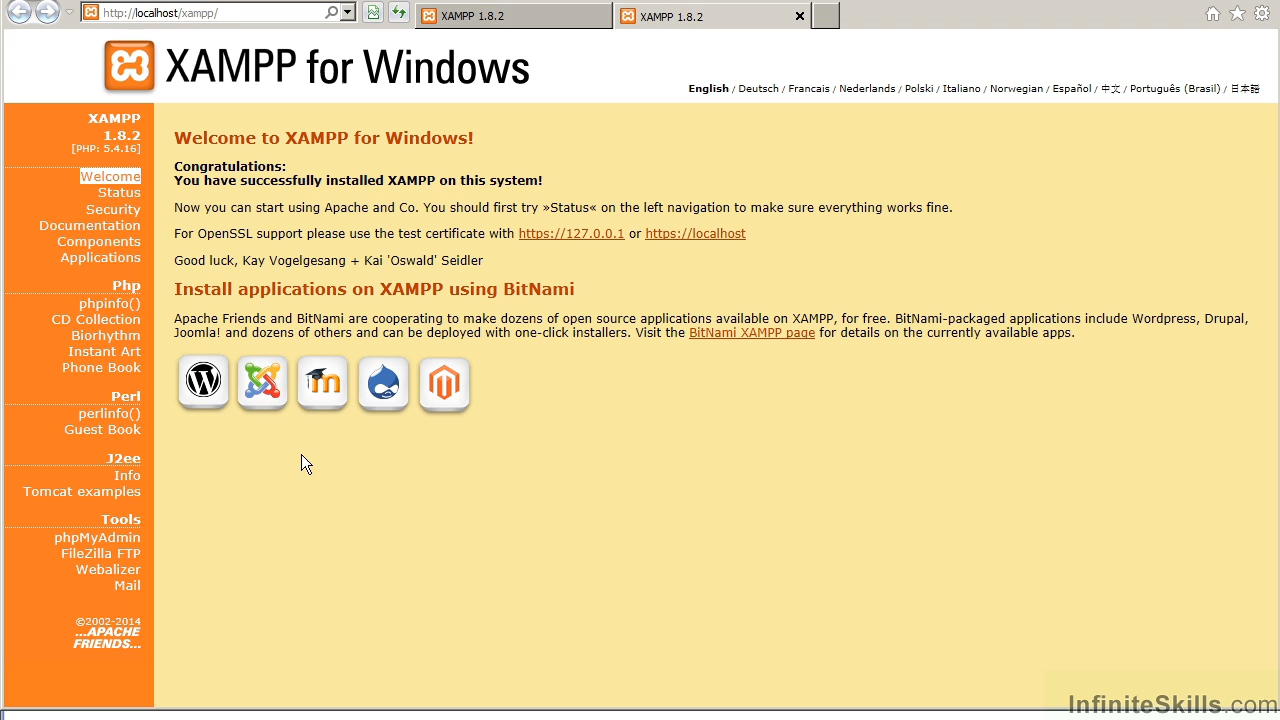 http://localhost/xampp/
XAMPP 1.8.2
XAMPP 1.8.2
XAMPP for Windows
English / Deutsch / Francais / Nederlands / Polski / Italiano / Norwegian / Español / 中文 / Português (Brasil) / 日本語
XAMPP
1.8.2
[PHP: 5.4.16]
Welcome
Status
Security
Documentation
Components
Applications
Php
phpinfo()
CD Collection
Biorhythm
Instant Art
Phone Book
Perl
perlinfo()
Guest Book
J2ee
Info
Tomcat examples
Tools
phpMyAdmin
FileZilla FTP
Webalizer
Mail
©2002-2014
...APACHE
FRIENDS...
Welcome to XAMPP for Windows!
Congratulations:
You have successfully installed XAMPP on this system!
Now you can start using Apache and Co. You should first try »Status« on the left navigation to make sure everything works fine.
For OpenSSL support please use the test certificate with https://127.0.0.1 or https://localhost
Good luck, Kay Vogelgesang + Kai 'Oswald' Seidler
Install applications on XAMPP using BitNami
Apache Friends and BitNami are cooperating to make dozens of open source applications available on XAMPP, for free. BitNami-packaged applications include Wordpress, Drupal,
Joomla! and dozens of others and can be deployed with one-click installers. Visit the BitNami XAMPP page for details on the currently available apps.
InfiniteSkills.com